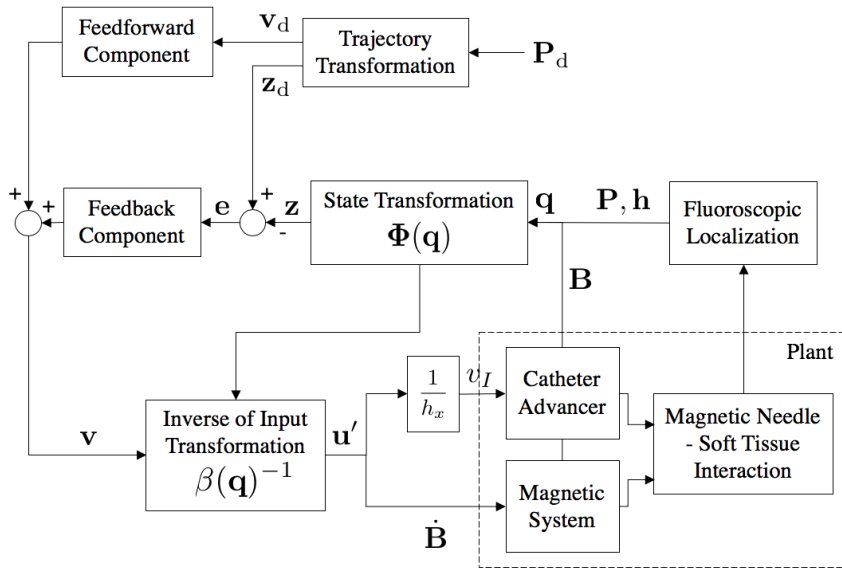 Feedforward
Component
v_d
Trajectory
Transformation
P_d
z_d
+
+
Feedback
Component
e
+
-
z
State Transformation
Φ(q)
q
P, h
Fluoroscopic
Localization
B
Plant
1
h_x
v_I
Catheter
Advancer
Magnetic Needle
- Soft Tissue
Interaction
v
Inverse of Input
Transformation
β(q)⁻¹
u′
Ḃ
Magnetic
System